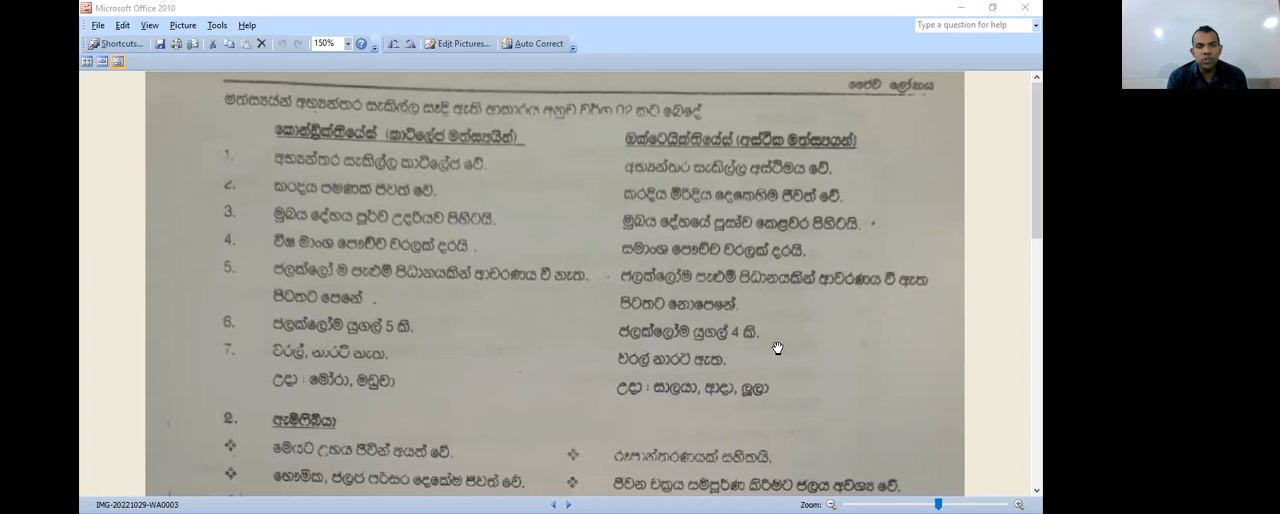 Microsoft Office 2010
File Edit View Picture Tools Help
Type a question for help
Shortcuts...
150%
Edit Pictures...
Auto Correct
ජෛව ලෝකය
මත්ස්‍යයන් අභ්‍යන්තර සැකිල්ල සෑදි ඇති ආකාරය අනුව වර්ග 02 කට බෙදේ
කොන්ඩ්‍රික්තියේස් (කාටිලේජ මත්ස්‍යයින්) ඔක්ටෙයික්තියේස් (අස්ථික මත්ස්‍යයන්)
1. අභ්‍යන්තර සැකිල්ල කාටිලේජ වේ. අභ්‍යන්තර සැකිල්ල අස්ථිමය වේ.
2. කරදිය පමණක් ජීවත් වේ. කරදිය මිරිදිය දෙකෙහිම ජීවත් වේ.
3. මුඛය දේහය පූර්ව උදරීයව පිහිටයි. මුඛය දේහයේ පූඍව කෙළවර පිහිටයි.
4. විෂ මාංශ පෞච්ච වරලක් දරයි. සමාංශ පෞච්ච වරලක් දරයි.
5. ජලක්ලෝ ම පැළුම් පිධානයකින් ආවරණය වී නැත. ජලක්ලෝම පැළුම් පිධානයකින් ආවරණය වී ඇත
පිටතට පෙනේ . පිටතට නොපෙනේ.
6. ජලක්ලෝම යුගල් 5 කි. ජලක්ලෝම යුගල් 4 කි.
7. වරල්, නාරටි නැත. වරල් නාරටි ඇත.
උදා : මෝරා, මඩුවා උදා : සාලයා, ආදා, ලූලා
2. ඇම්ෆිබියා
❖ මෙයට උභය ජීවීන් අයත් වේ. ❖ රූපාන්තරණයක් සහිතයි.
❖ භෞමික, ජලජ පරිසර දෙකේම ජීවත් වේ. ❖ ජීවන චක්‍රය සම්පූර්ණ කිරීමට ජලය අවශ්‍ය වේ.
IMG-20221029-WA0003
Zoom: